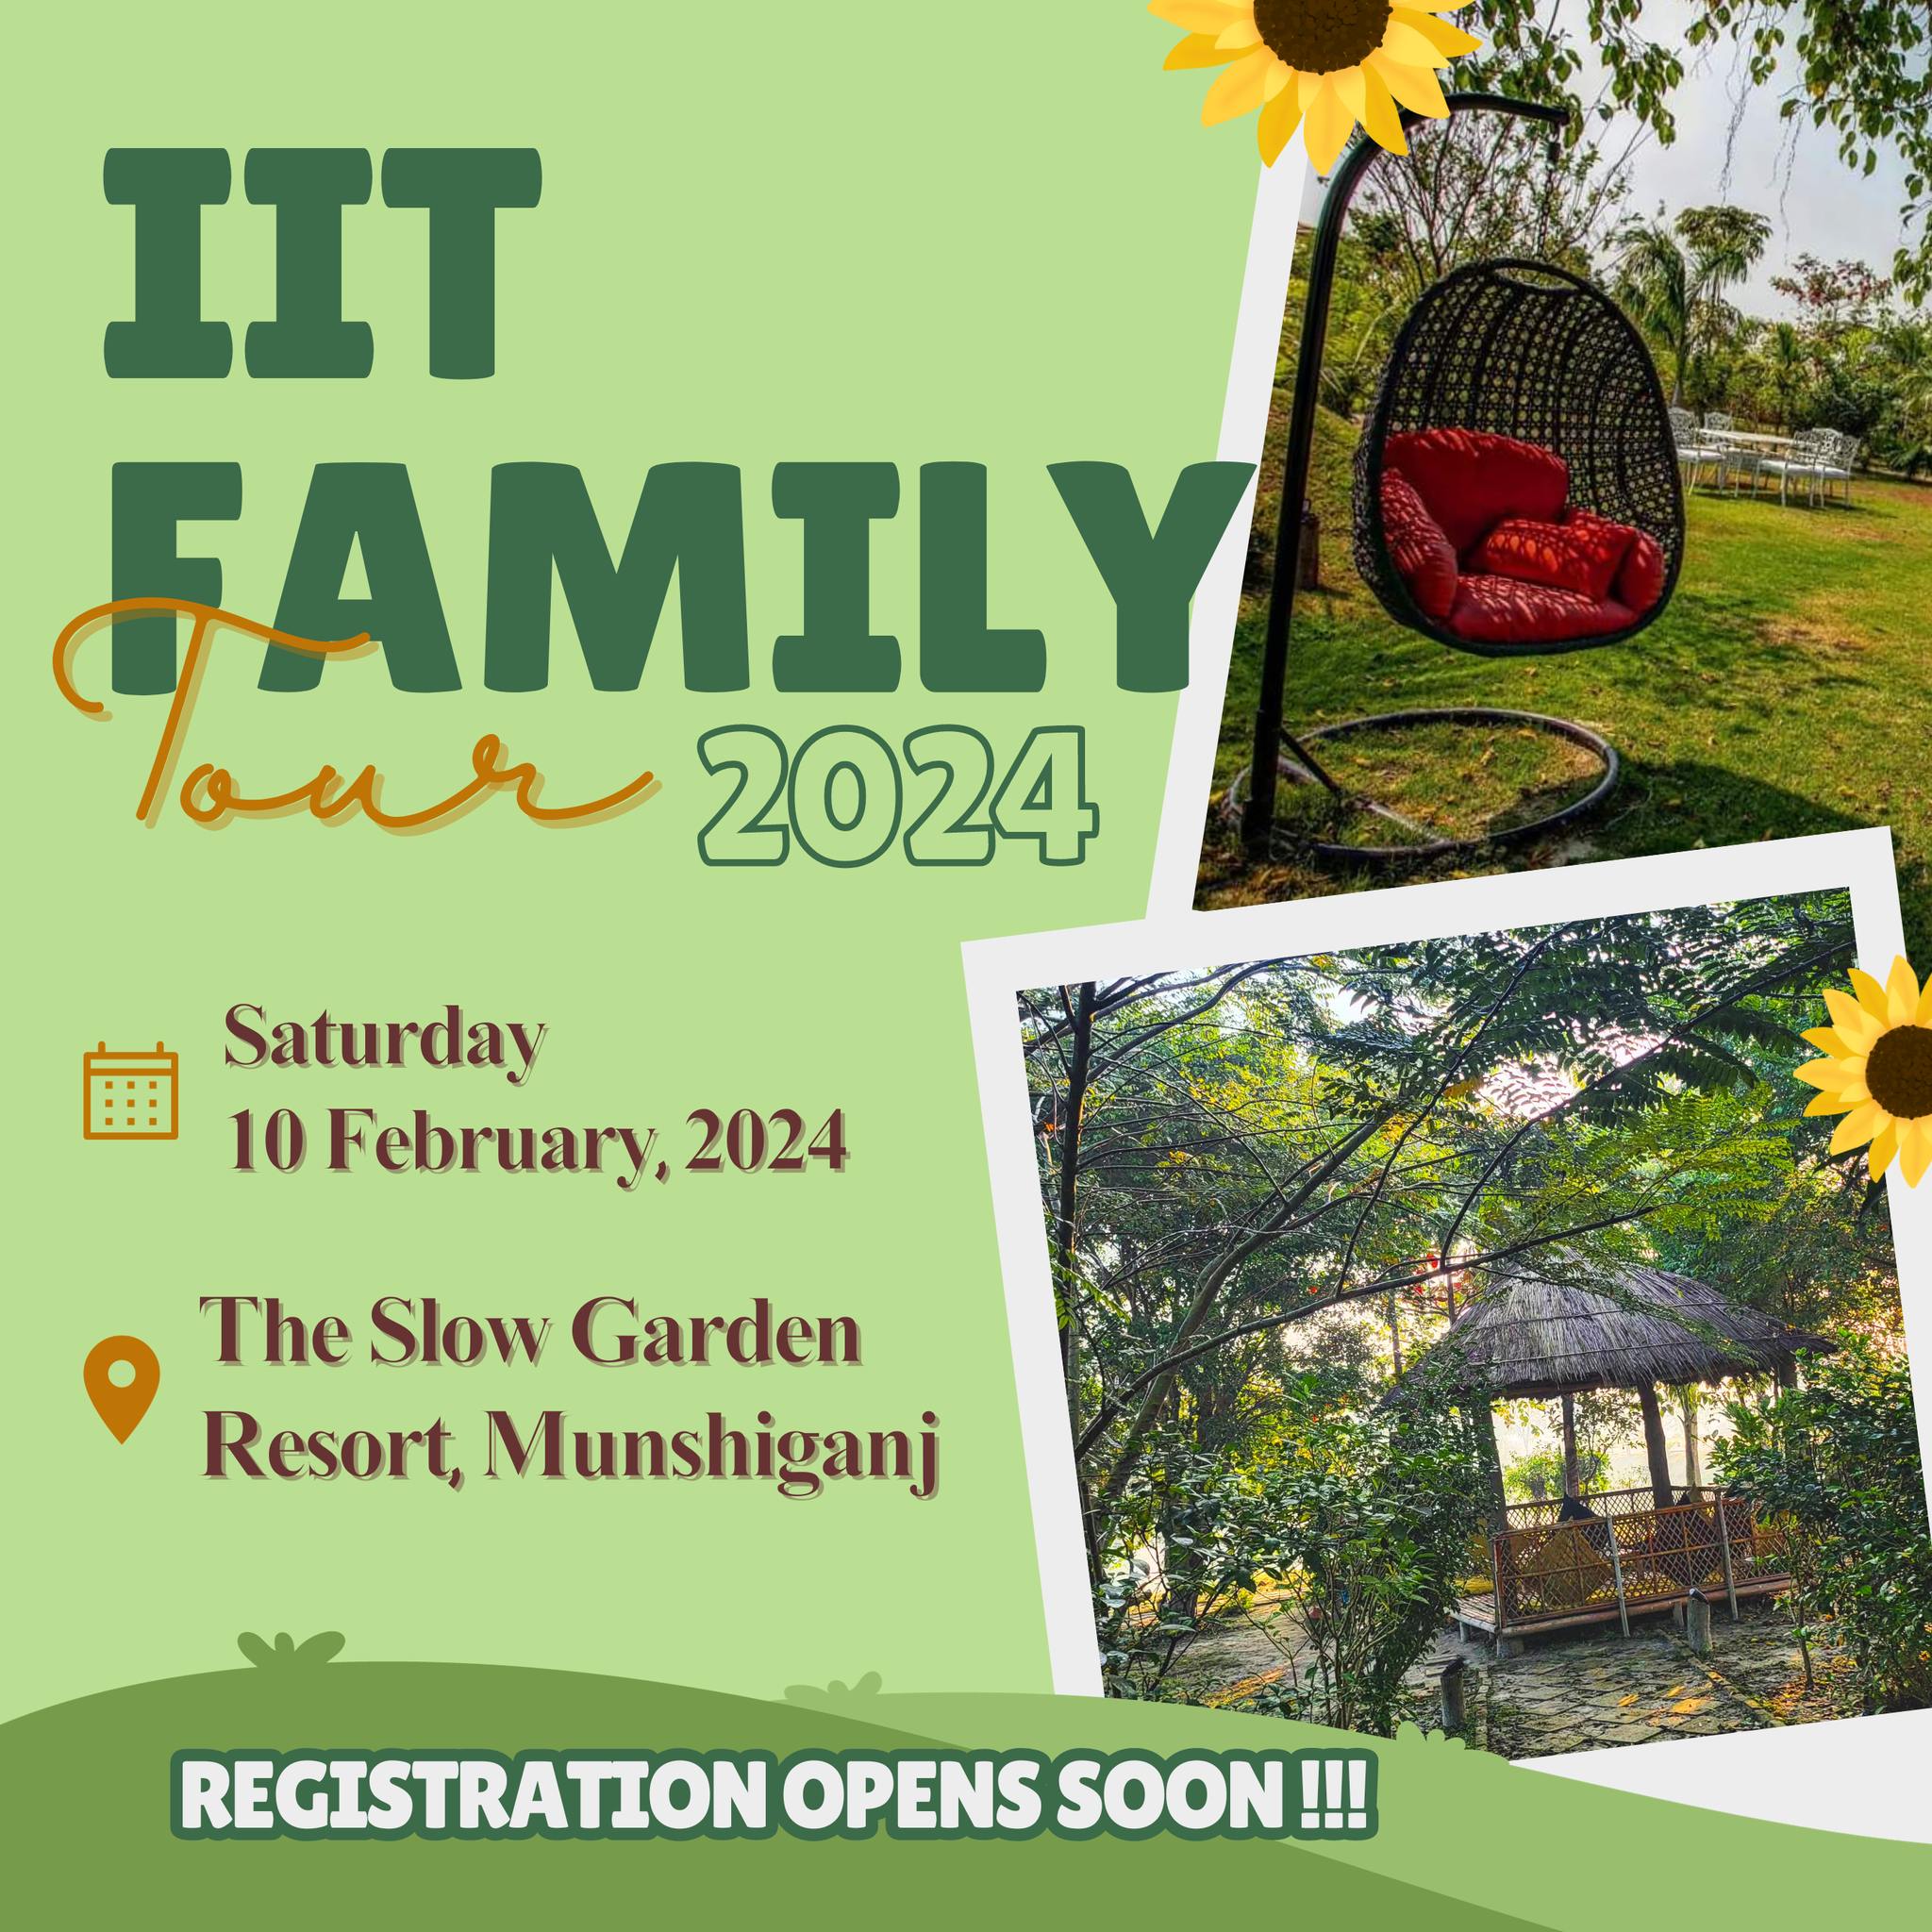 IIT
FAMILY
Tour 2024
Saturday
10 February, 2024
The Slow Garden
Resort, Munshiganj
REGISTRATION OPENS SOON !!!